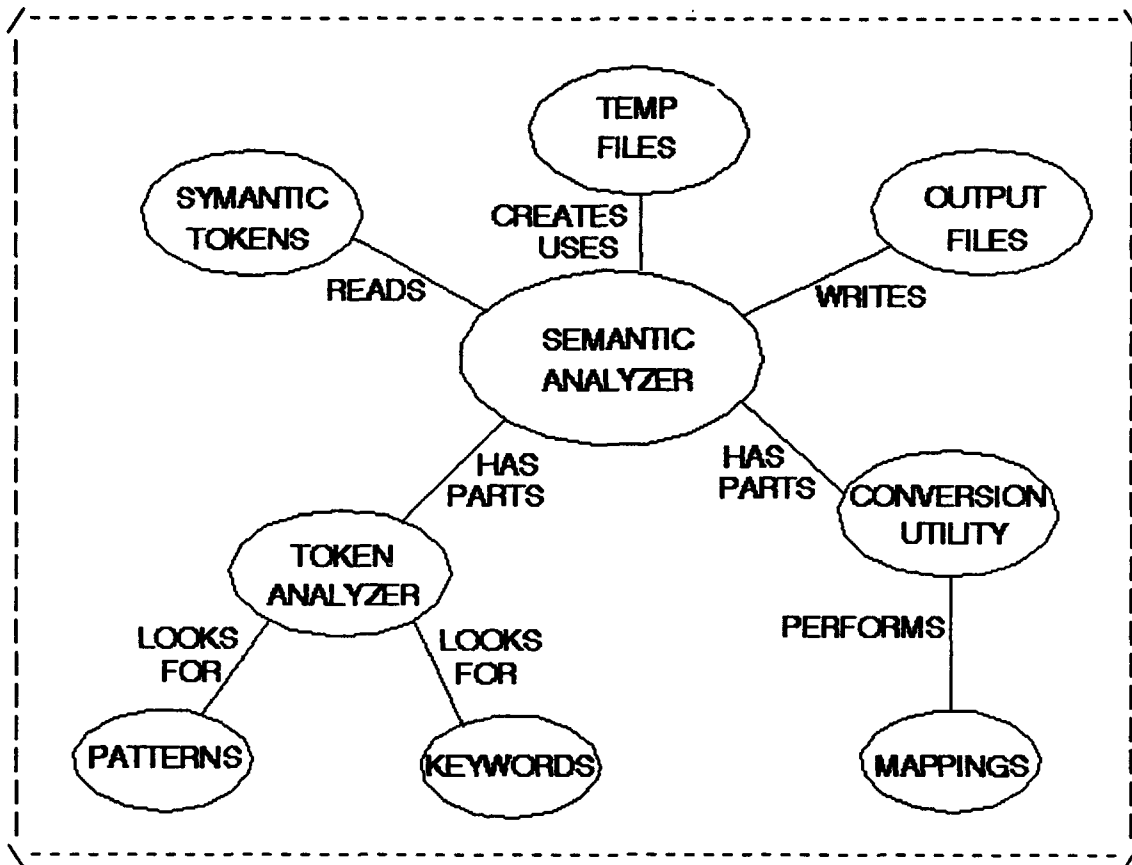 TEMP
FILES
SYMANTIC
TOKENS
OUTPUT
FILES
CREATES
USES
READS
WRITES
SEMANTIC
ANALYZER
HAS
PARTS
HAS
PARTS
CONVERSION
UTILITY
TOKEN
ANALYZER
LOOKS
FOR
LOOKS
FOR
PERFORMS
PATTERNS
KEYWORDS
MAPPINGS